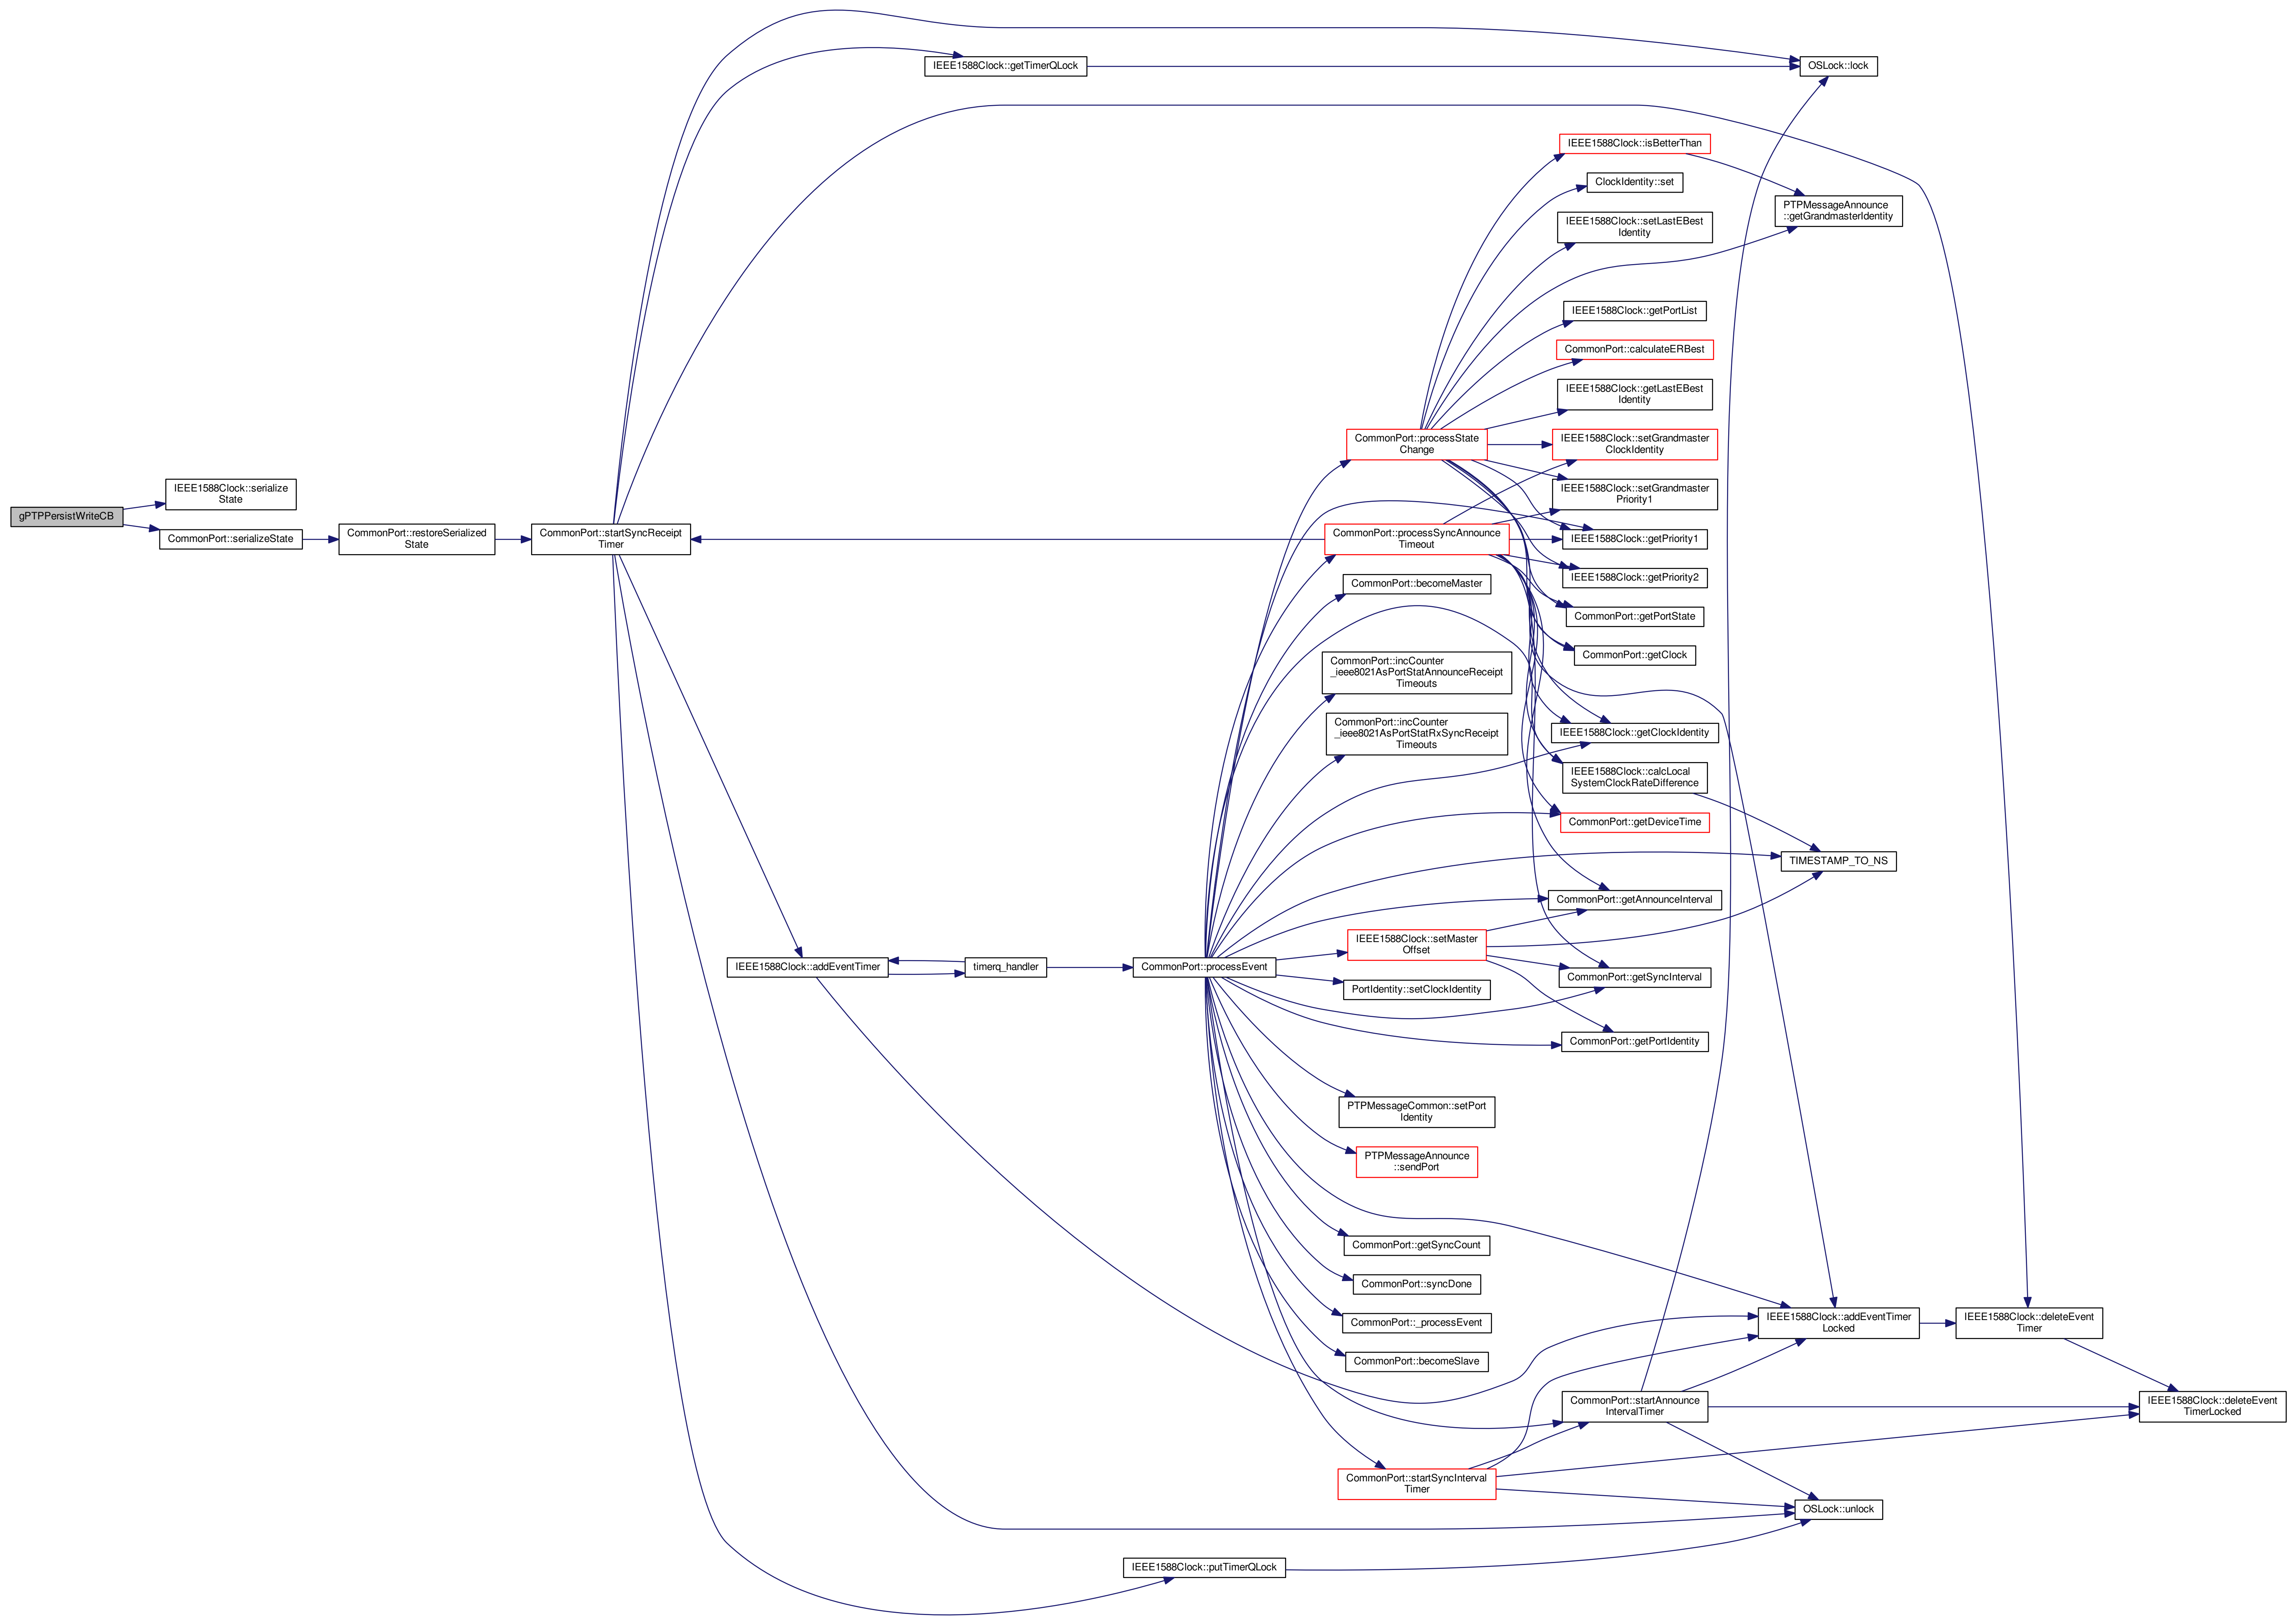 OSLock::lock
IEEE1588Clock::getTimerQLock
IEEE1588Clock::isBetterThan
ClockIdentity::set
PTPMessageAnnounce
::getGrandmasterIdentity
IEEE1588Clock::setLastEBest
Identity
IEEE1588Clock::getPortList
CommonPort::calculateERBest
IEEE1588Clock::getLastEBest
Identity
CommonPort::processState
Change
IEEE1588Clock::setGrandmaster
ClockIdentity
IEEE1588Clock::serialize
State
IEEE1588Clock::setGrandmaster
Priority1
gPTPPersistWriteCB
CommonPort::serializeState
CommonPort::restoreSerialized
State
CommonPort::startSyncReceipt
Timer
CommonPort::processSyncAnnounce
Timeout
IEEE1588Clock::getPriority1
IEEE1588Clock::getPriority2
CommonPort::becomeMaster
CommonPort::getPortState
CommonPort::getClock
CommonPort::incCounter
_ieee8021AsPortStatAnnounceReceipt
Timeouts
CommonPort::incCounter
_ieee8021AsPortStatRxSyncReceipt
Timeouts
IEEE1588Clock::getClockIdentity
IEEE1588Clock::calcLocal
SystemClockRateDifference
CommonPort::getDeviceTime
TIMESTAMP_TO_NS
CommonPort::getAnnounceInterval
IEEE1588Clock::setMaster
Offset
IEEE1588Clock::addEventTimer
timerq_handler
CommonPort::processEvent
CommonPort::getSyncInterval
PortIdentity::setClockIdentity
CommonPort::getPortIdentity
PTPMessageCommon::setPort
Identity
PTPMessageAnnounce
::sendPort
CommonPort::getSyncCount
CommonPort::syncDone
CommonPort::_processEvent
IEEE1588Clock::addEventTimer
Locked
IEEE1588Clock::deleteEvent
Timer
CommonPort::becomeSlave
CommonPort::startAnnounce
IntervalTimer
IEEE1588Clock::deleteEvent
TimerLocked
CommonPort::startSyncInterval
Timer
OSLock::unlock
IEEE1588Clock::putTimerQLock